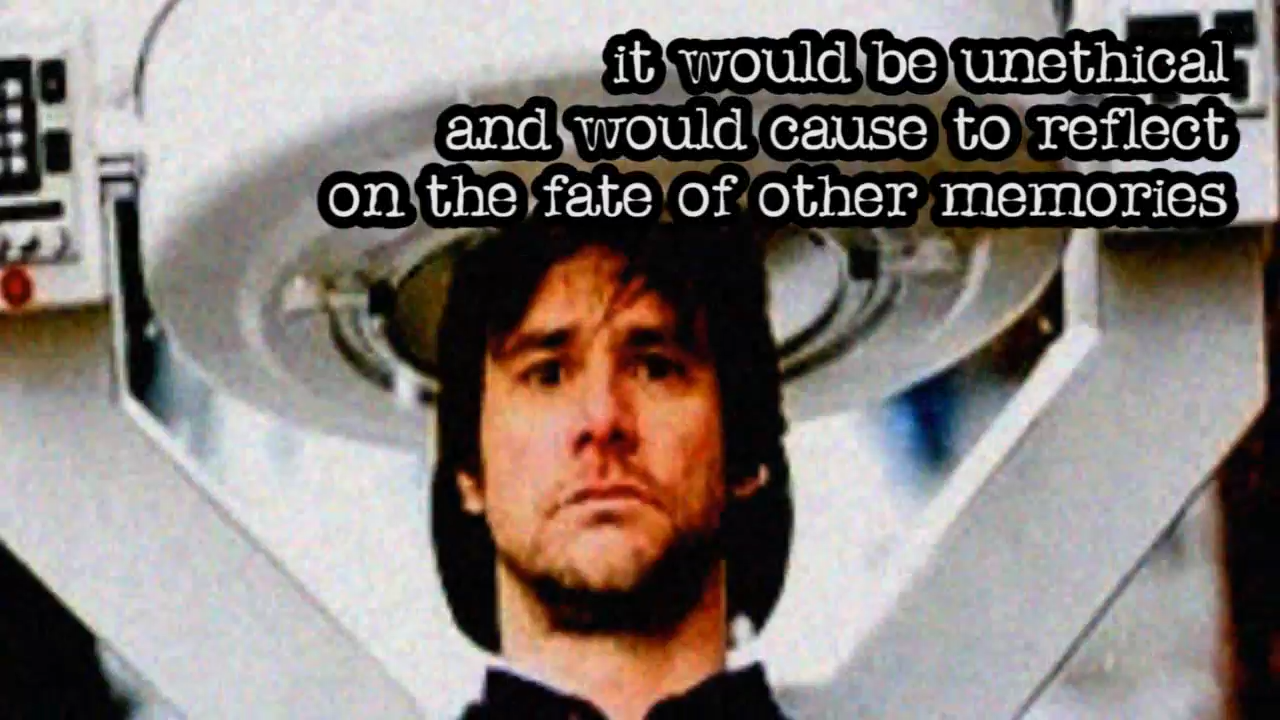 it would be unethical
and would cause to reflect
on the fate of other memories